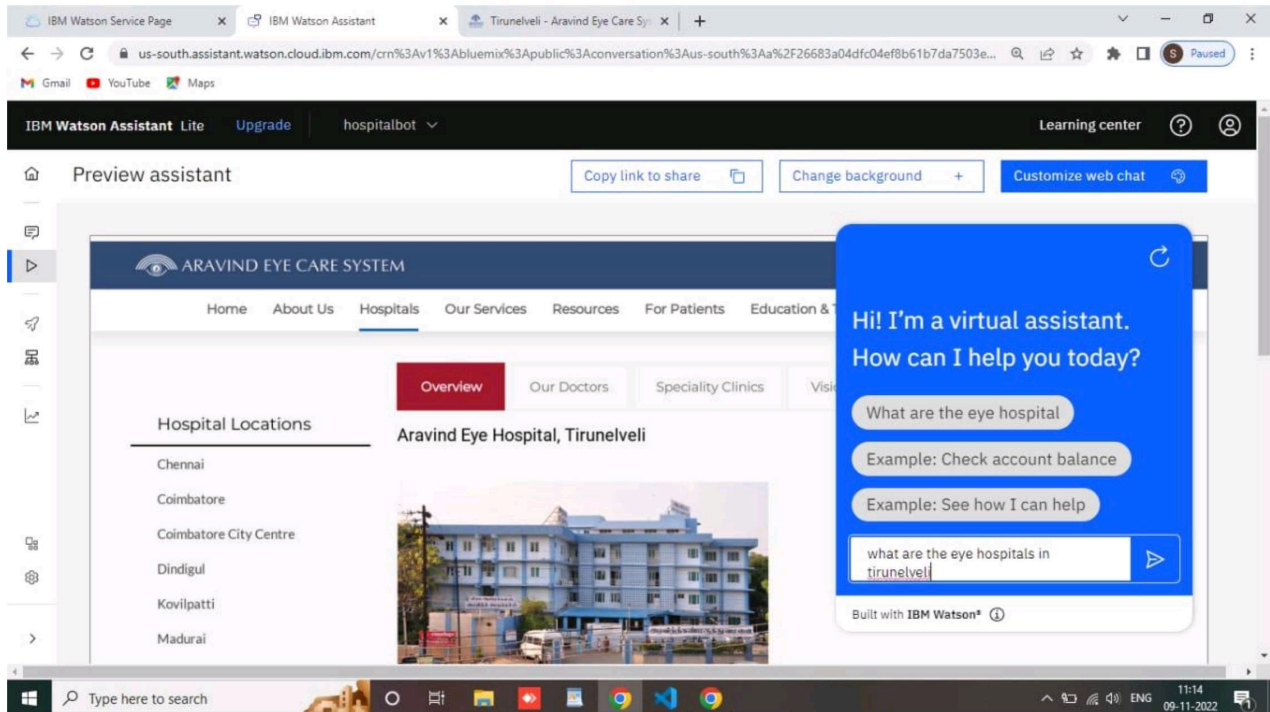 IBM Watson Service Page
IBM Watson Assistant
Tirunelveli - Aravind Eye Care Sy
us-south.assistant.watson.cloud.ibm.com/crn%3Av1%3Abluemix%3Apublic%3Aconversation%3Aus-south%3Aa%2F26683a04dfc04ef8b61b7da7503e...
S Paused
Gmail YouTube Maps
IBM Watson Assistant Lite Upgrade hospitalbot Learning center
Preview assistant Copy link to share Change background + Customize web chat
ARAVIND EYE CARE SYSTEM
Home About Us Hospitals Our Services Resources For Patients Education &
Overview Our Doctors Speciality Clinics
Hospital Locations
Chennai
Coimbatore
Coimbatore City Centre
Dindigul
Kovilpatti
Madurai
Aravind Eye Hospital, Tirunelveli
Hi! I'm a virtual assistant.
How can I help you today?
What are the eye hospital
Example: Check account balance
Example: See how I can help
what are the eye hospitals in
tirunelveli
Built with IBM Watson®
Type here to search
ENG
11:14
09-11-2022